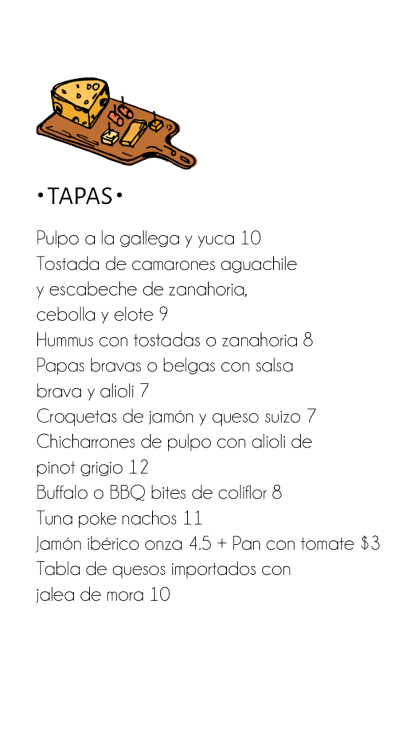 • TAPAS •
Pulpo a la gallega y yuca 10
Tostada de camarones aguachile
y escabeche de zanahoria,
cebolla y elote 9
Hummus con tostadas o zanahoria 8
Papas bravas o belgas con salsa
brava y alioli 7
Croquetas de jamón y queso suizo 7
Chicharrones de pulpo con alioli de
pinot grigio 12
Buffalo o BBQ bites de coliflor 8
Tuna poke nachos 11
Jamón ibérico onza 4.5 + Pan con tomate $3
Tabla de quesos importados con
jalea de mora 10